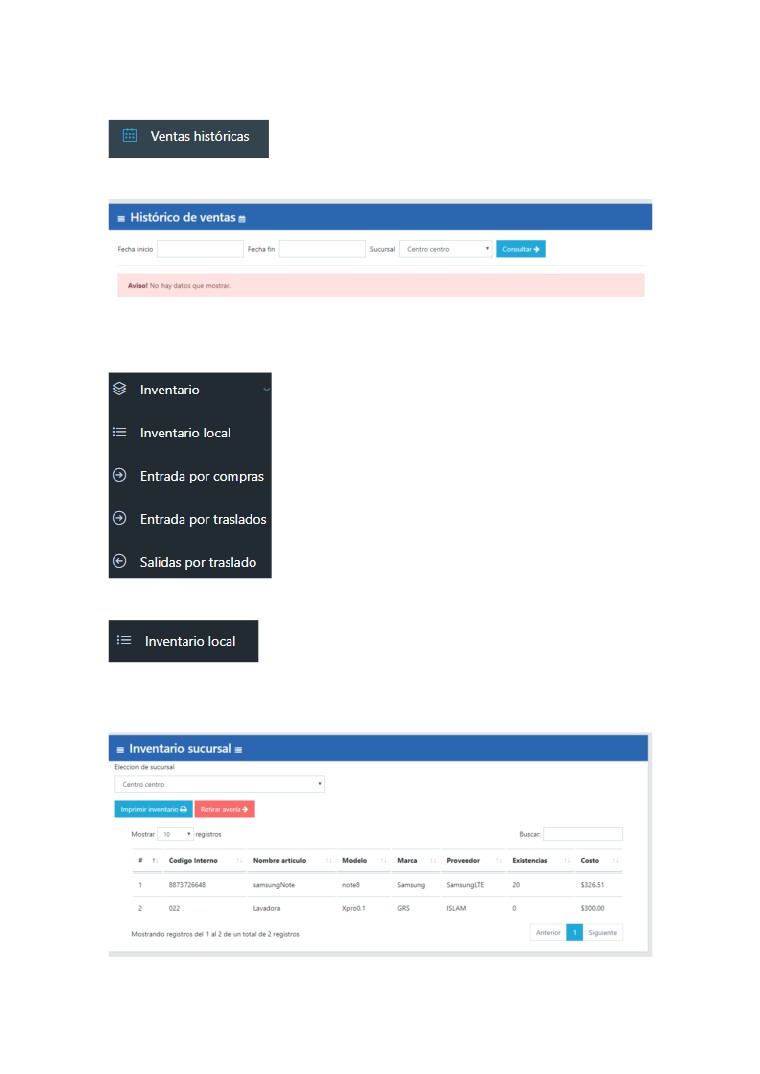 Ventas históricas
Histórico de ventas
Fecha inicio Fecha fin Sucursal Centro centro Consultar
Aviso! No hay datos que mostrar.
Inventario
Inventario local
Entrada por compras
Entrada por traslados
Salidas por traslado
Inventario local
Inventario sucursal
Eleccion de sucursal
Centro centro
Imprimir inventario Retirar avería
Mostrar 10 registros Buscar:
# Codigo Interno Nombre artículo Modelo Marca Proveedor Existencias Costo
1 8873726648 samsungNote note8 Samsung SamsungLTE 20 $326.51
2 022 Lavadora Xpro0.1 GRS ISLAM 0 $300.00
Mostrando registros del 1 al 2 de un total de 2 registros Anterior 1 Siguiente